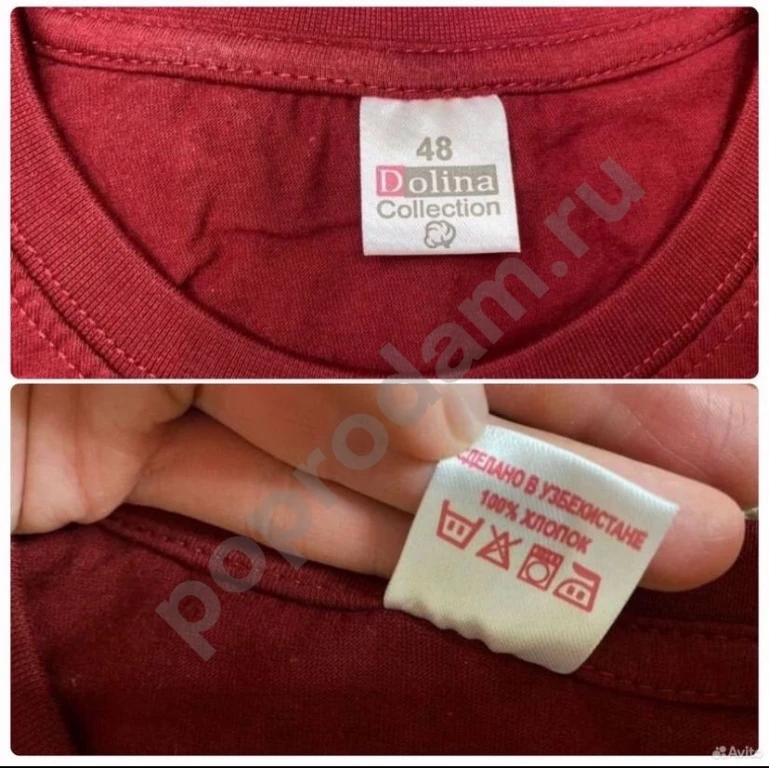 48
Dolina
Collection
СДЕЛАНО В УЗБЕКИСТАНЕ
100% ХЛОПОК
poprodam.ru
Avito